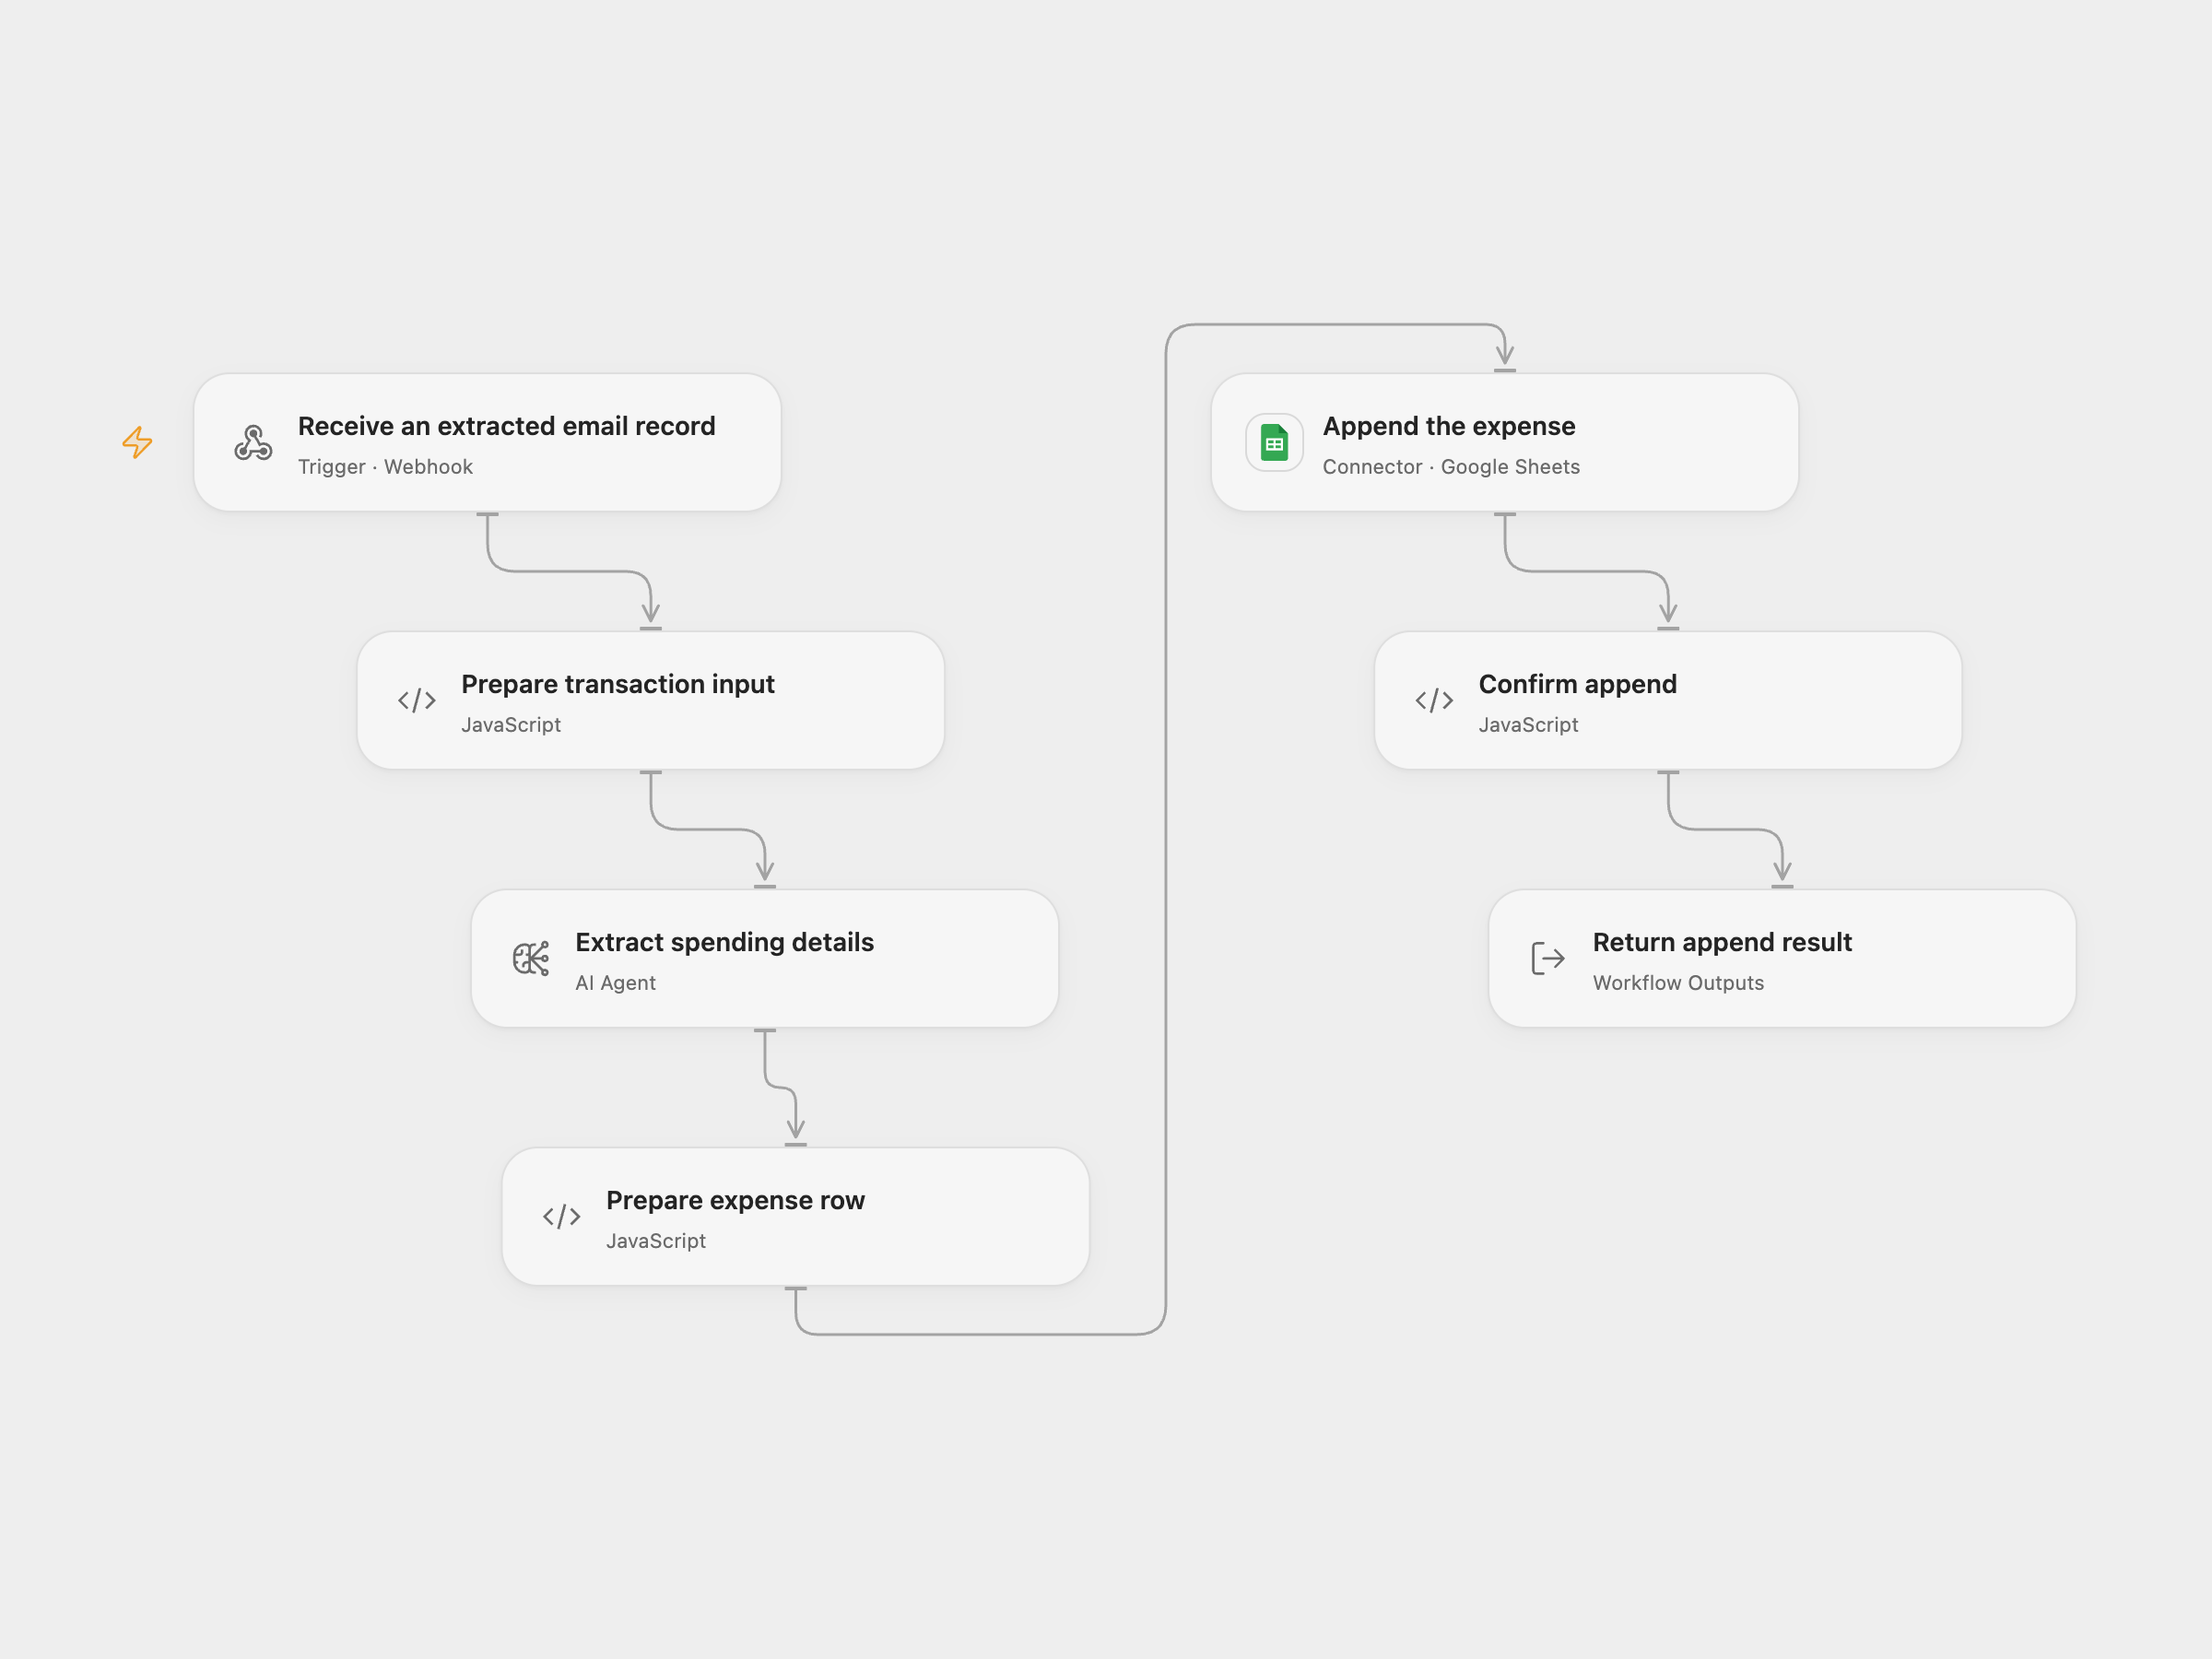 Receive an extracted email record
Trigger · Webhook
Prepare transaction input
JavaScript
Extract spending details
AI Agent
Prepare expense row
JavaScript
Append the expense
Connector · Google Sheets
Confirm append
JavaScript
Return append result
Workflow Outputs